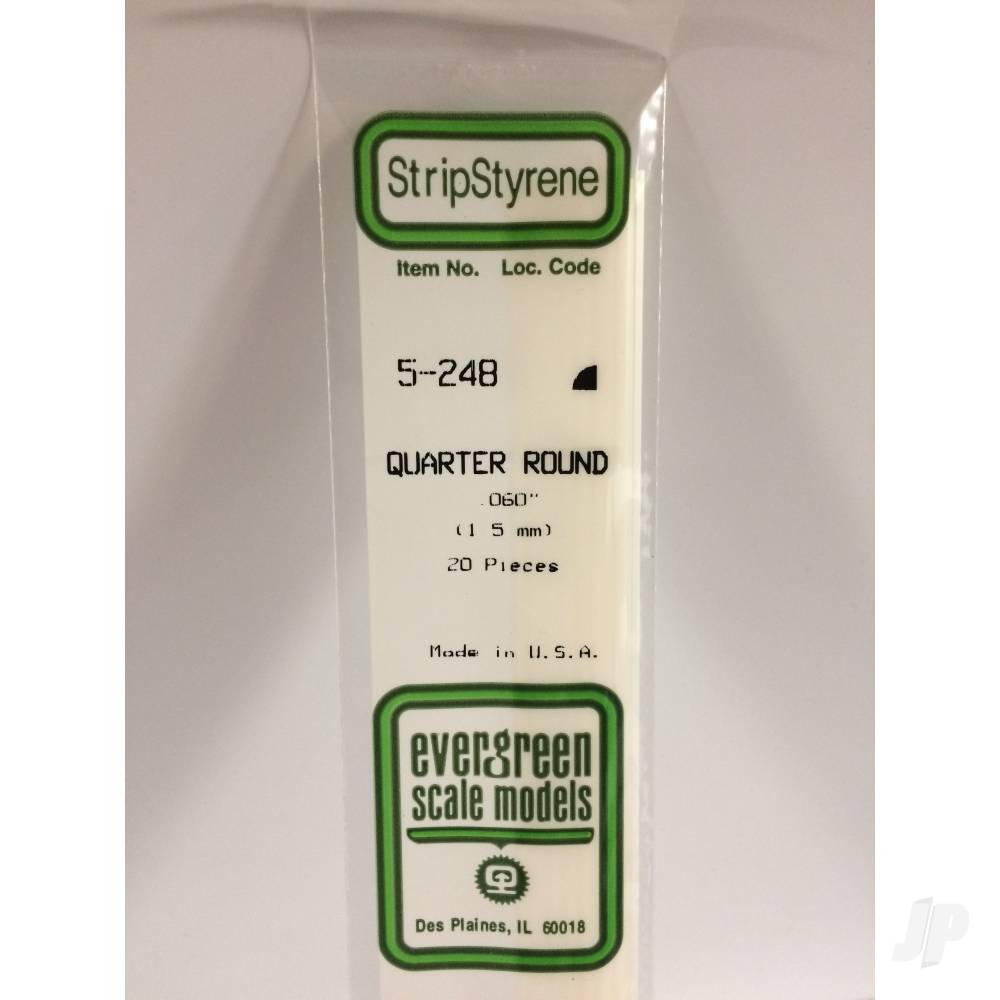 StripStyrene
Item No. Loc. Code
5-248
QUARTER ROUND
.060"
(1 5 mm)
20 Pieces
Made in U.S.A.
evergreen
scale models
Des Plaines, IL 60018
JP